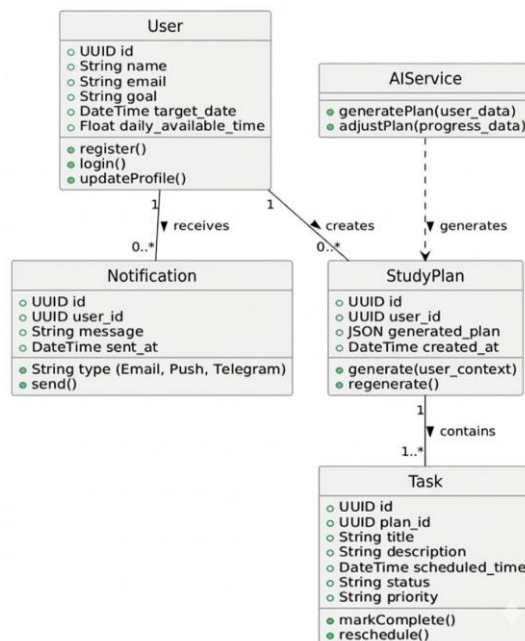 User
UUID id
String name
String email
String goal
DateTime target_date
Float daily_available_time
register()
login()
updateProfile()
AIService
generatePlan(user_data)
adjustPlan(progress_data)
1
receives
0..*
1
creates
0..*
generates
Notification
UUID id
UUID user_id
String message
DateTime sent_at
String type (Email, Push, Telegram)
send()
StudyPlan
UUID id
UUID user_id
JSON generated_plan
DateTime created_at
generate(user_context)
regenerate()
1
contains
1..*
Task
UUID id
UUID plan_id
String title
String description
DateTime scheduled_time
String status
String priority
markComplete()
reschedule()